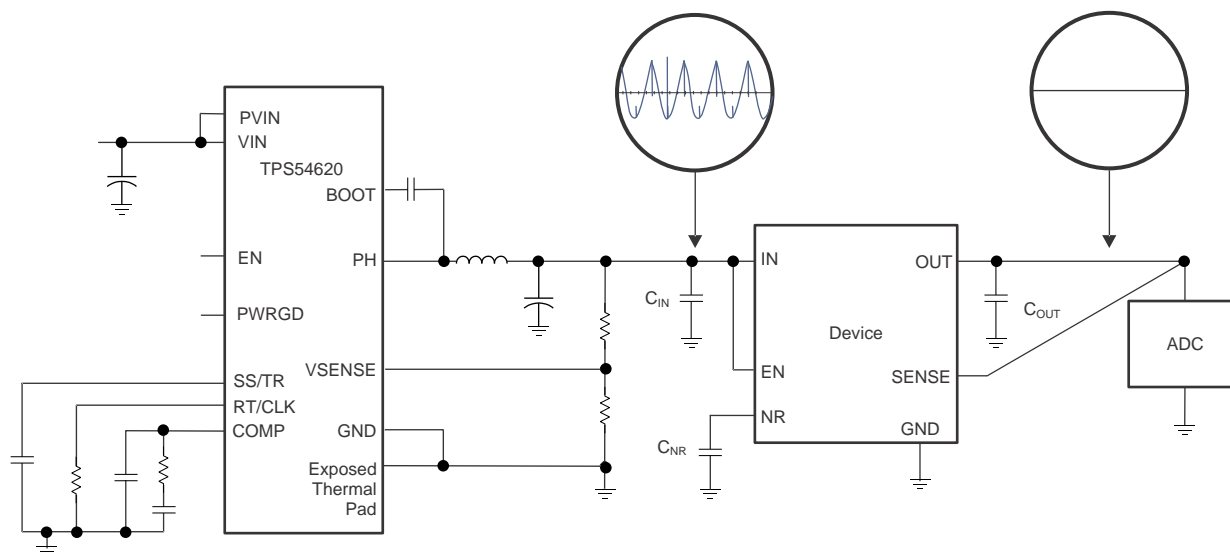 PVIN
VIN
TPS54620
BOOT
EN
PH
PWRGD
VSENSE
SS/TR
RT/CLK
COMP
GND
Exposed
Thermal
Pad
CIN
IN
OUT
COUT
Device
ADC
EN
SENSE
NR
CNR
GND